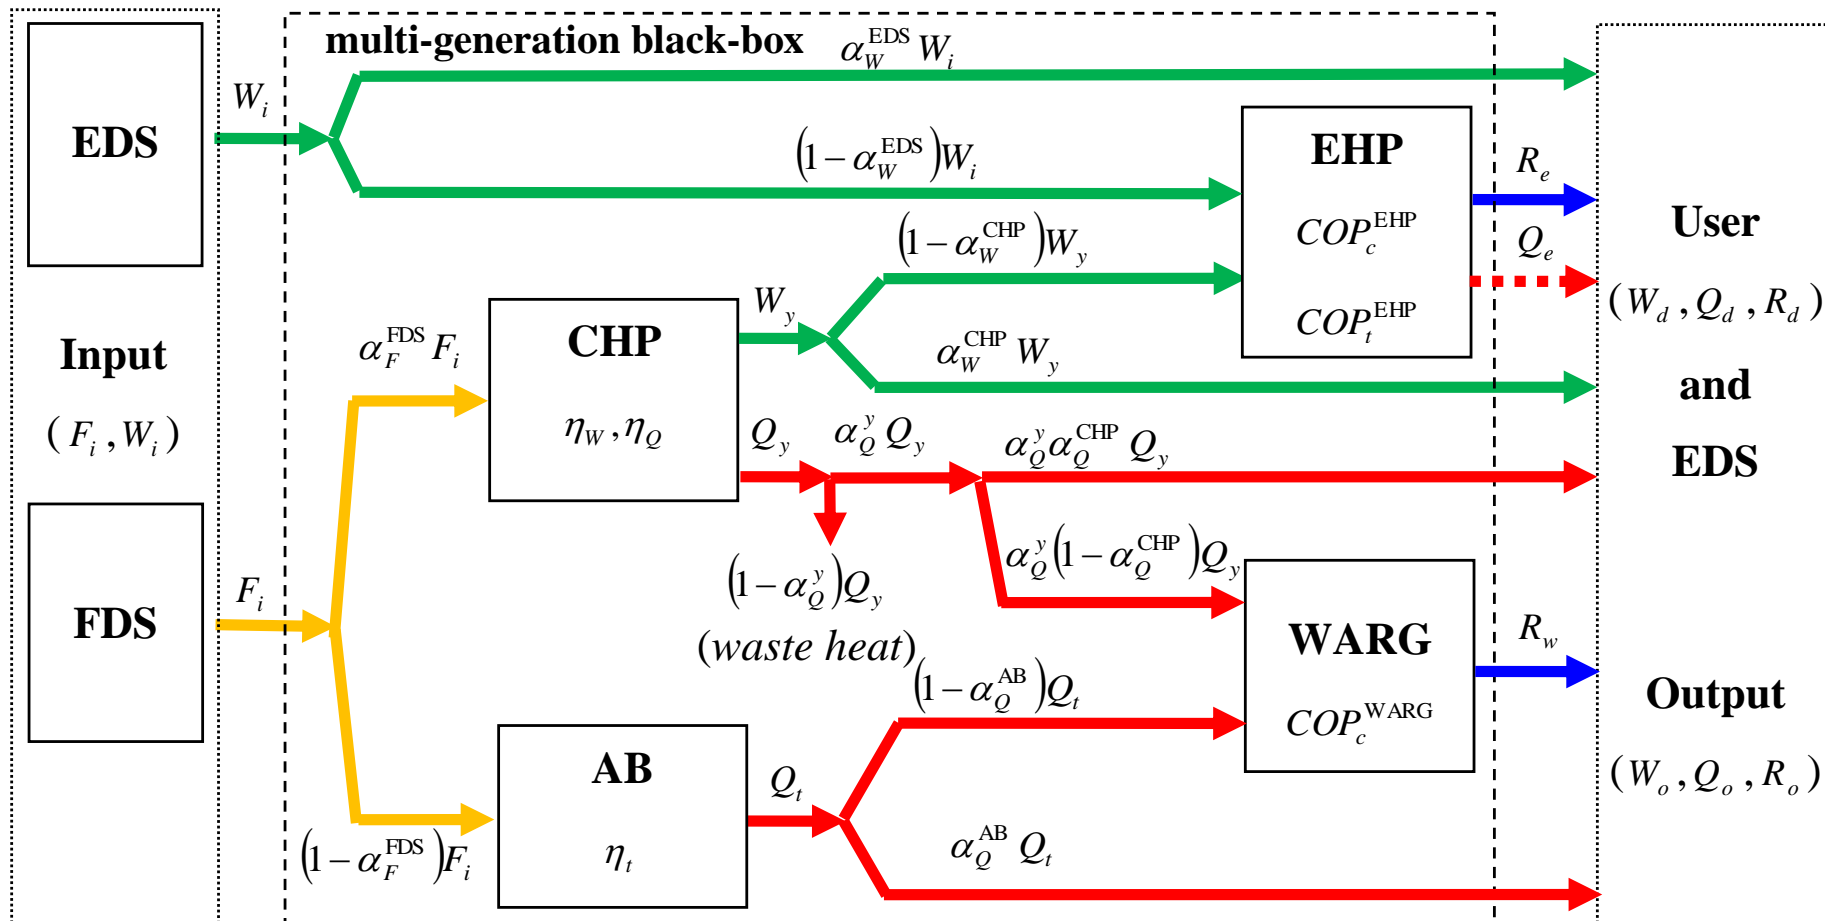 multi-generation black-box
EDS
Input
( F_i , W_i )
FDS
W_i
F_i
α_W^EDS W_i
(1 − α_W^EDS)W_i
(1 − α_W^CHP)W_y
W_y
α_W^CHP W_y
α_F^FDS F_i
(1 − α_F^FDS)F_i
CHP
η_W , η_Q
Q_y
α_Q^y Q_y
α_Q^y α_Q^CHP Q_y
α_Q^y (1 − α_Q^CHP)Q_y
(1 − α_Q^y)Q_y
(waste heat)
AB
η_t
Q_t
(1 − α_Q^AB)Q_t
α_Q^AB Q_t
EHP
COP_c^EHP
COP_t^EHP
R_e
Q_e
WARG
COP_c^WARG
R_w
User
( W_d , Q_d , R_d )
and
EDS
Output
( W_o , Q_o , R_o )